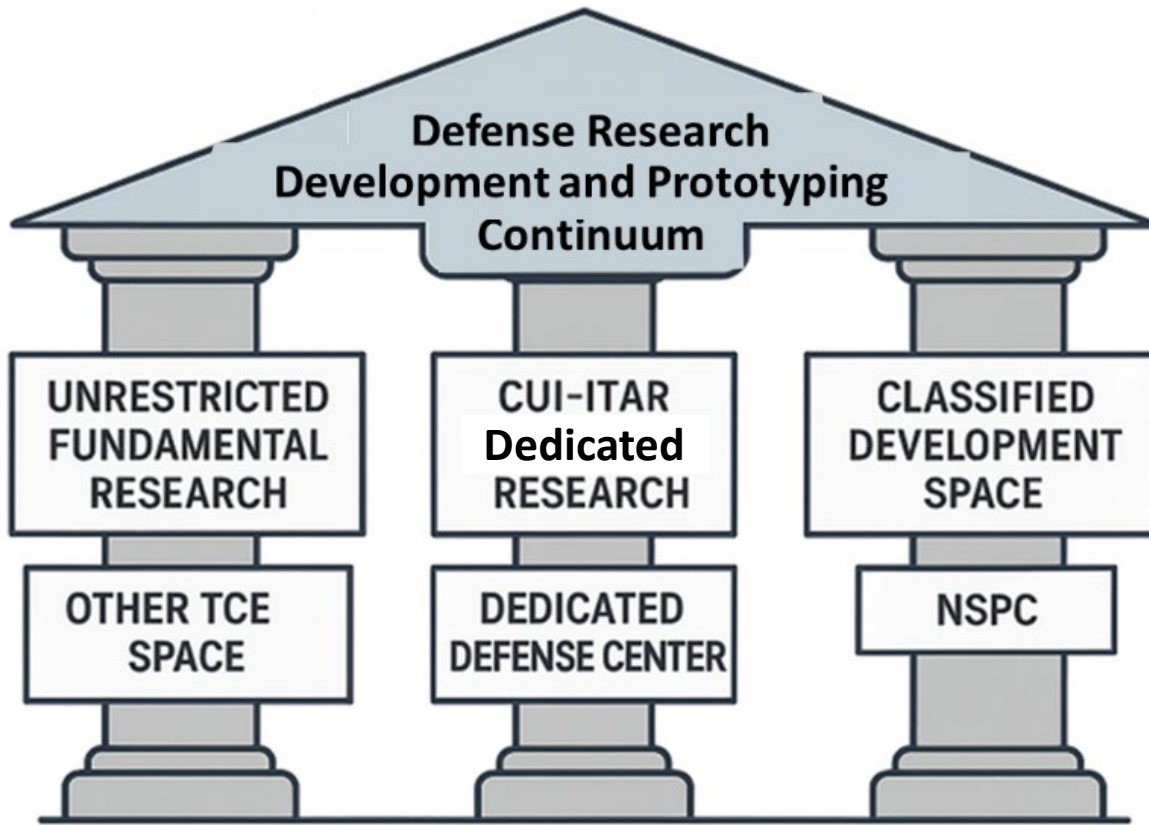 Defense Research
Development and Prototyping
Continuum
UNRESTRICTED
FUNDAMENTAL
RESEARCH
OTHER TCE
SPACE
CUI-ITAR
Dedicated
RESEARCH
DEDICATED
DEFENSE CENTER
CLASSIFIED
DEVELOPMENT
SPACE
NSPC